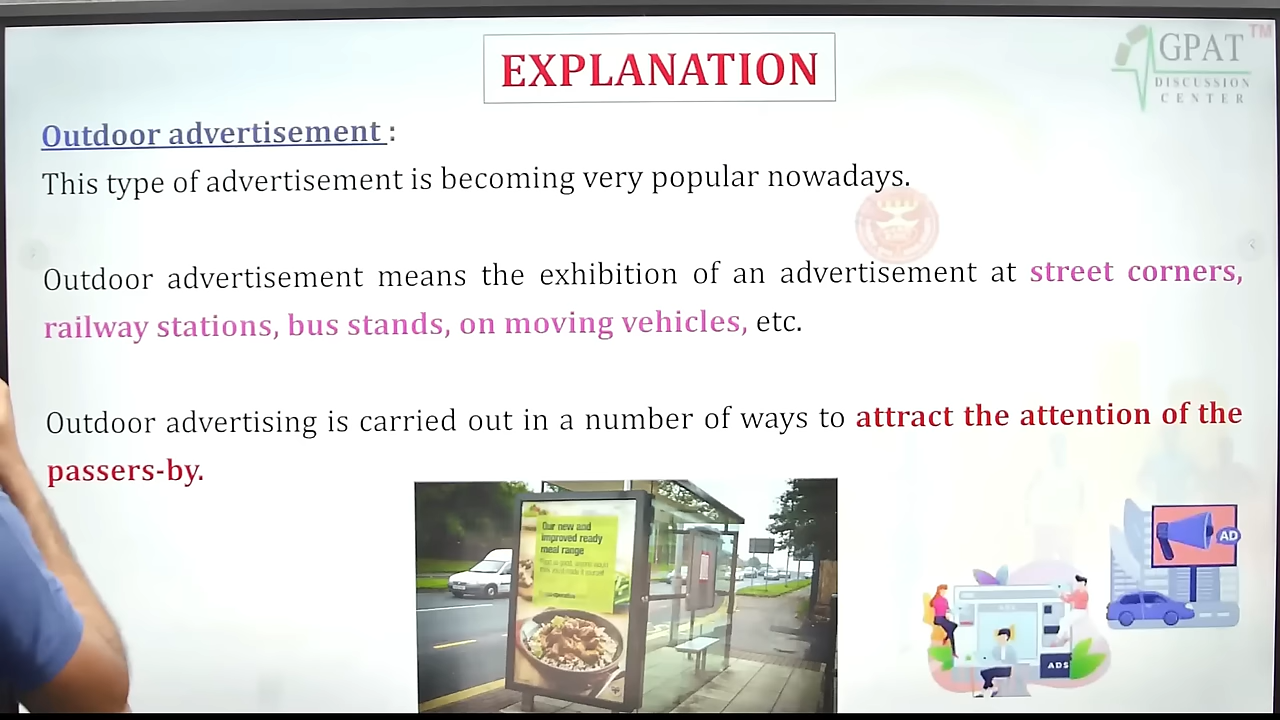 EXPLANATION
GPAT TM
DISCUSSION
CENTER
Outdoor advertisement :
This type of advertisement is becoming very popular nowadays.
Outdoor advertisement means the exhibition of an advertisement at street corners,
railway stations, bus stands, on moving vehicles, etc.
Outdoor advertising is carried out in a number of ways to attract the attention of the
passers-by.
Our new and
improved ready
meal range
AD
ADS